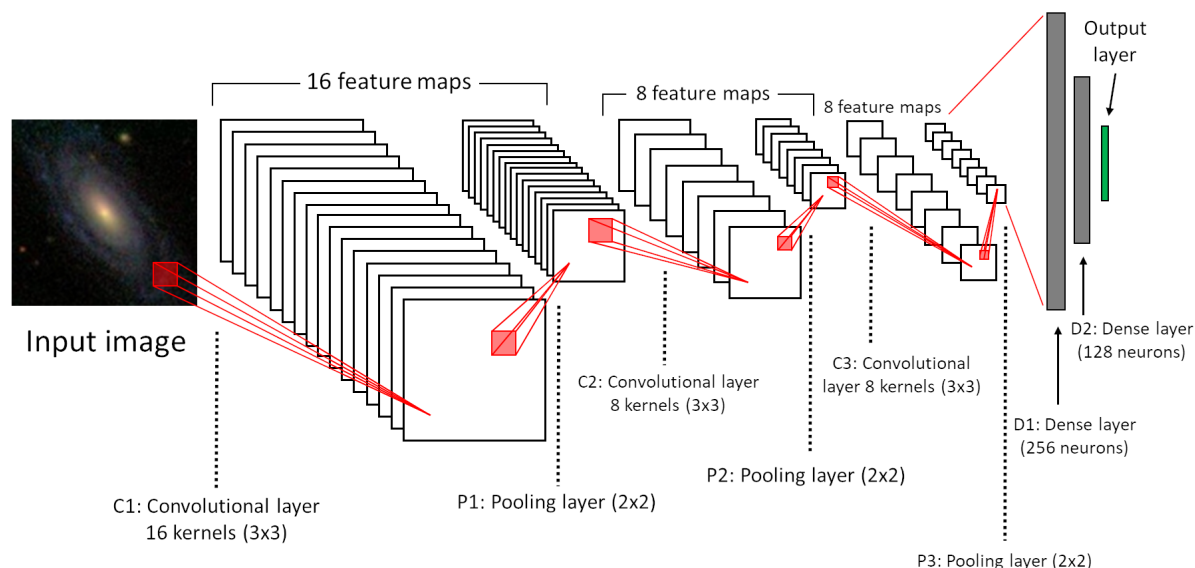 Output
layer
16 feature maps
8 feature maps
8 feature maps
Input image
D2: Dense layer
(128 neurons)
C2: Convolutional layer
8 kernels (3x3)
C3: Convolutional
layer 8 kernels (3x3)
D1: Dense layer
(256 neurons)
C1: Convolutional layer
16 kernels (3x3)
P1: Pooling layer (2x2)
P2: Pooling layer (2x2)
P3: Pooling layer (2x2)